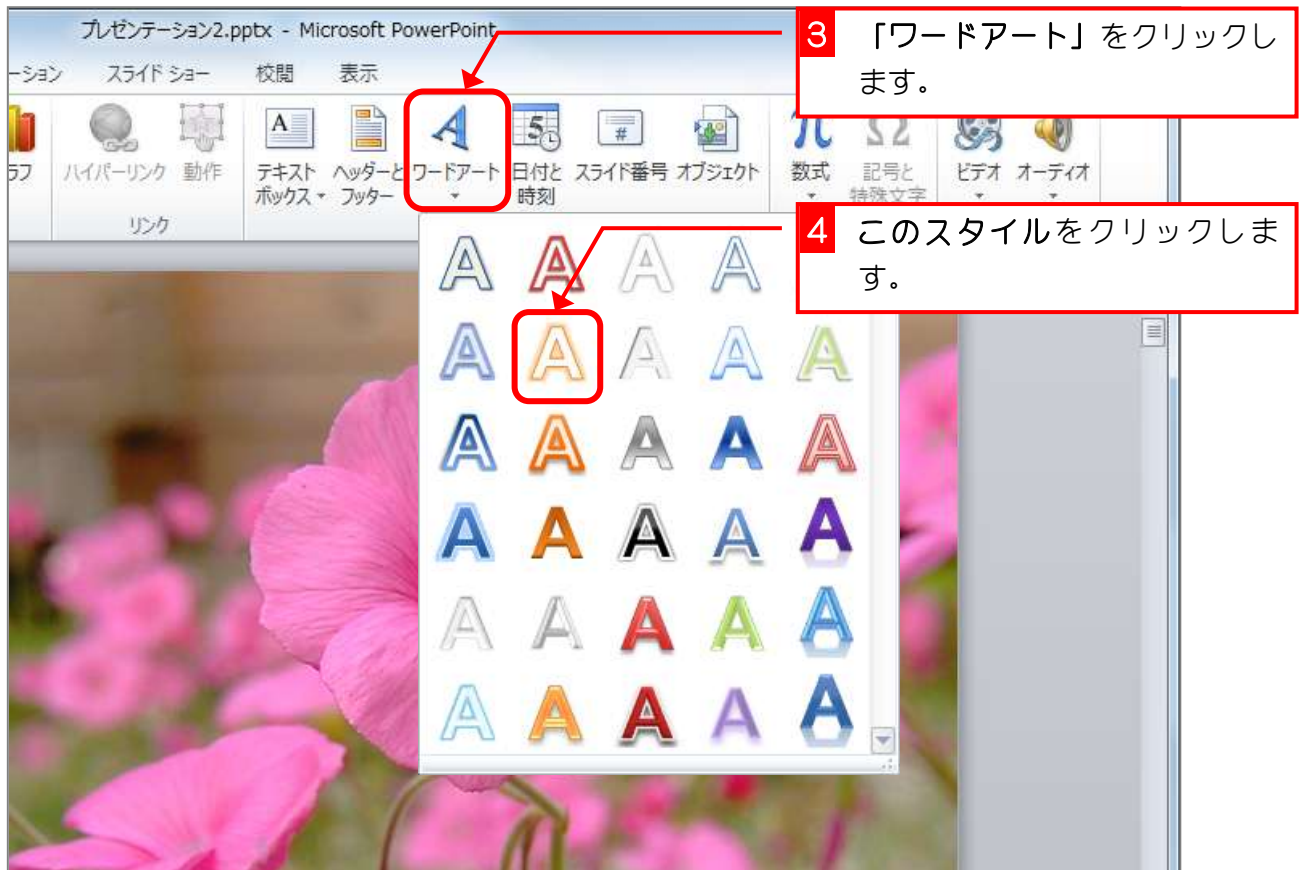 プレゼンテーション2.pptx - Microsoft PowerPoint
3 「ワードアート」をクリックし
ます。
ーション スライド ショー 校閲 表示
ラフ ハイパーリンク 動作 テキスト ヘッダーと ワードアート 日付と スライド番号 オブジェクト 数式 記号と ビデオ オーディオ
ボックス フッター 時刻 特殊文字
リンク
4 このスタイルをクリックしま
す。
A A A A
A A A A A
A A A A A
A A A A A
A A A A A
A A A A A